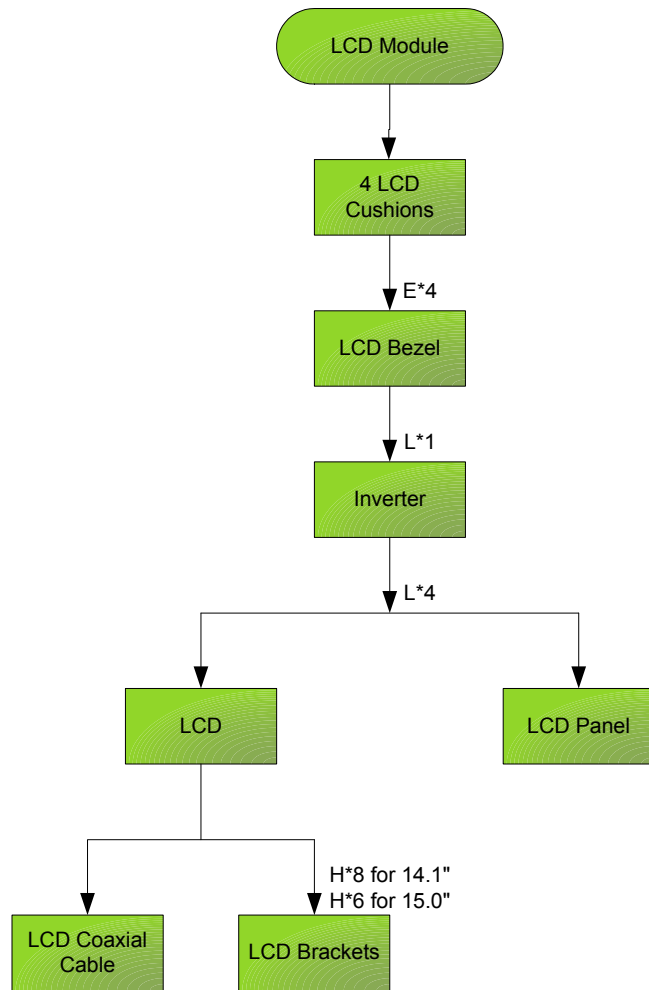 LCD Module
4 LCD
Cushions
E*4
LCD Bezel
L*1
Inverter
L*4
LCD
LCD Panel
H*8 for 14.1"
H*6 for 15.0"
LCD Coaxial
Cable
LCD Brackets